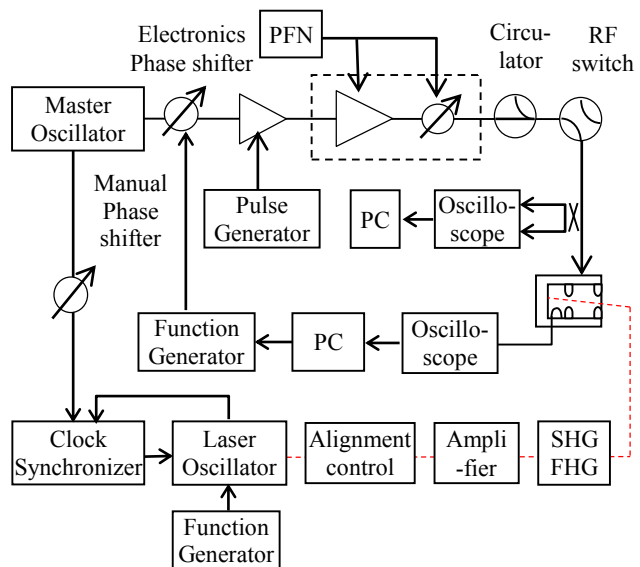 PFN
Circu-
lator
RF
switch
Electronics
Phase shifter
Master
Oscillator
Manual
Phase
shifter
Pulse
Generator
PC
Oscillo-
scope
Function
Generator
PC
Oscillo-
scope
Clock
Synchronizer
Laser
Oscillator
Alignment
control
Ampli
-fier
SHG
FHG
Function
Generator